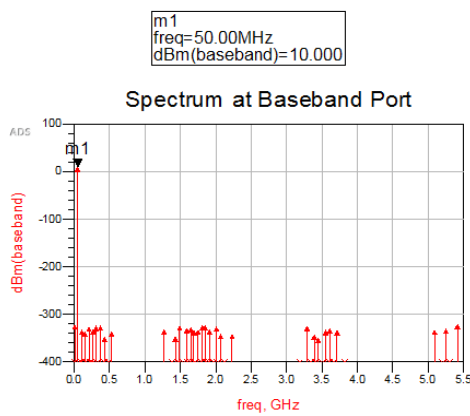 m1
freq=50.00MHz
dBm(baseband)=10.000
Spectrum at Baseband Port
ADS
m1
dBm(baseband)
100
0
-100
-200
-300
-400
0.0 0.5 1.0 1.5 2.0 2.5 3.0 3.5 4.0 4.5 5.0 5.5
freq, GHz